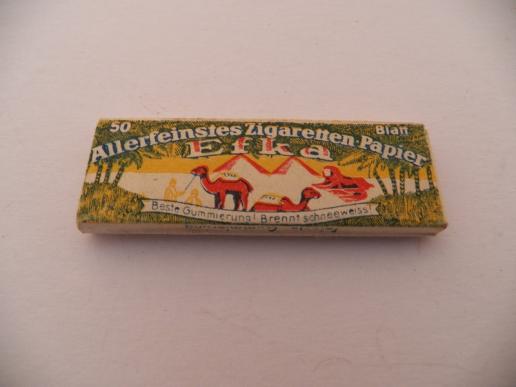 50 Blatt
Allerfeinstes Zigaretten-Papier
Efka
Beste Gummierung! Brennt schneeweiss!